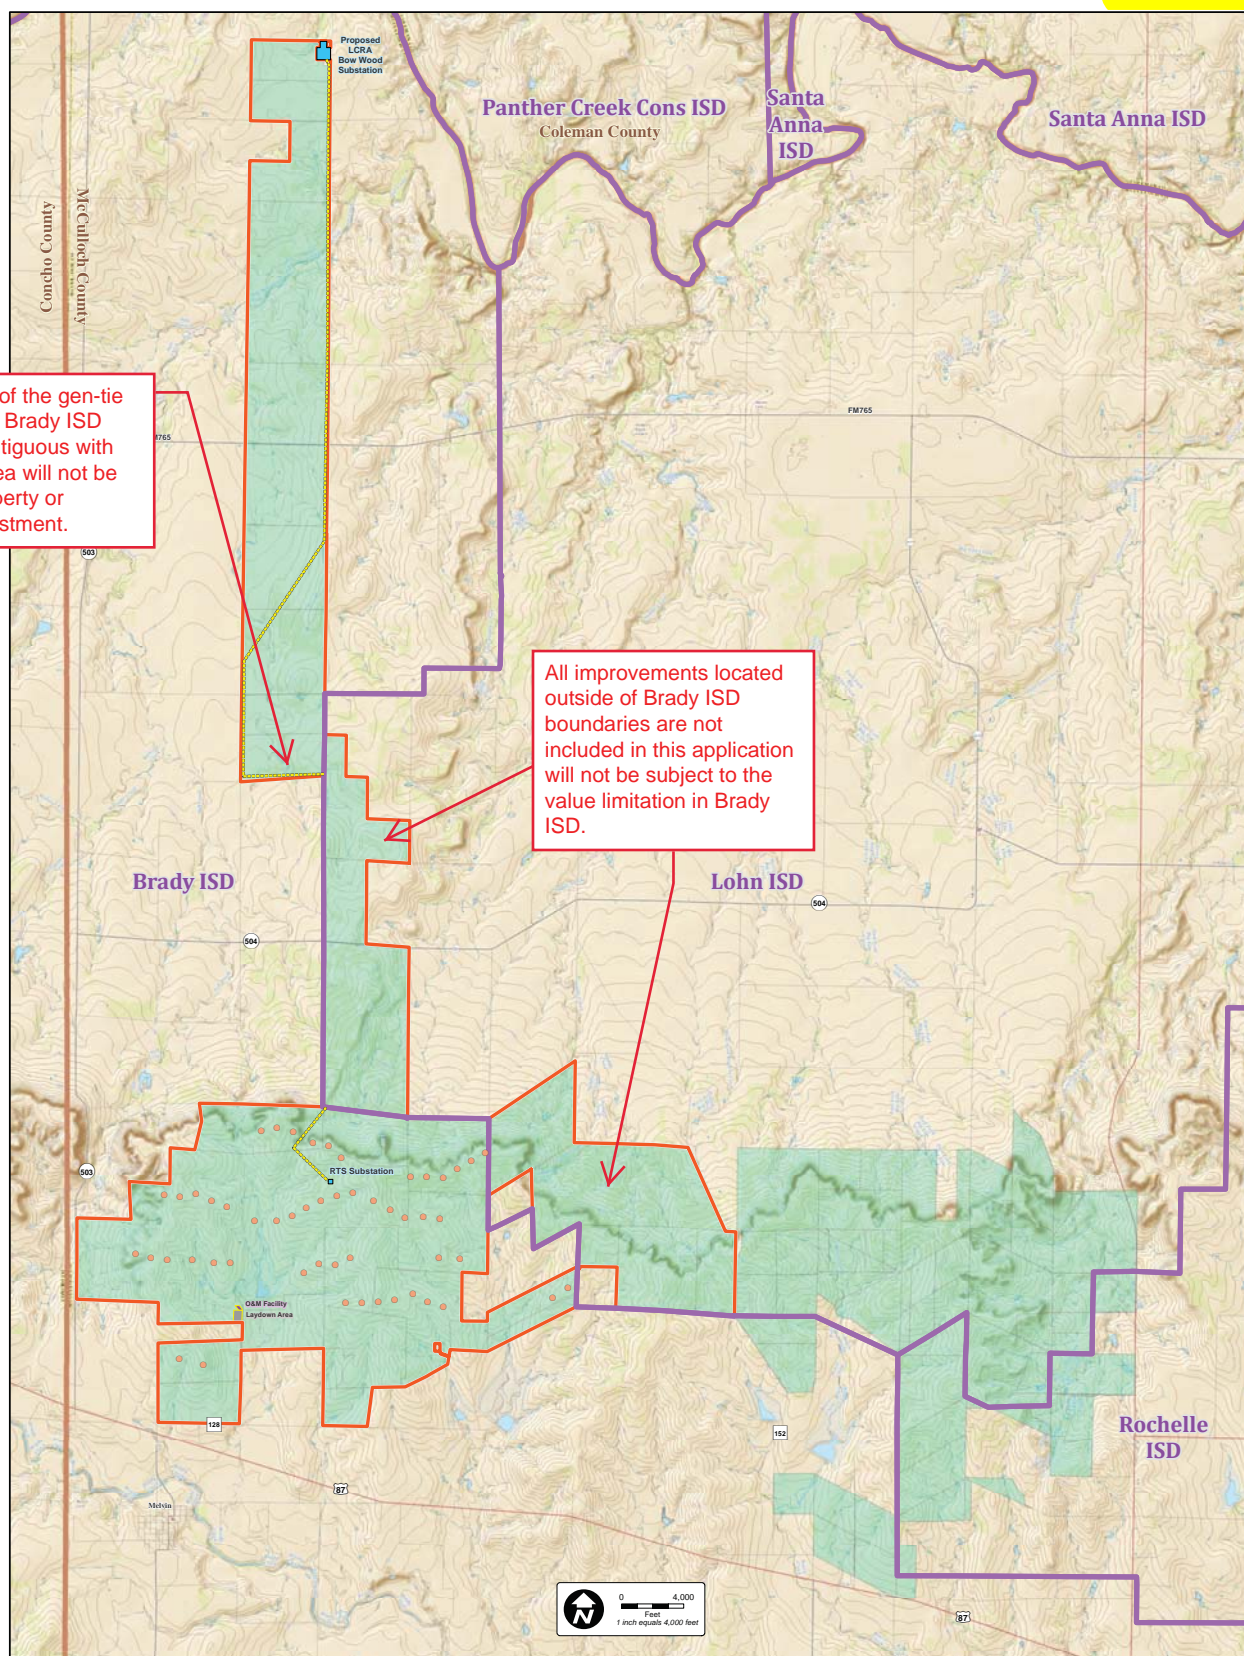 Proposed
LCRA
Bow Wood
Substation
Panther Creek Cons ISD
Coleman County
Santa
Anna
ISD
Santa Anna ISD
Concho County
McCulloch County
of the gen-tie
Brady ISD
tiguous with
ea will not be
perty or
stment.
M765
FM765
503
All improvements located
outside of Brady ISD
boundaries are not
included in this application
will not be subject to the
value limitation in Brady
ISD.
Brady ISD
Lohn ISD
504
504
503
RTS Substation
O&M Facility
Laydown Area
128
152
Rochelle
ISD
87
Melvin
N
0 4,000
Feet
1 inch equals 4,000 feet
87